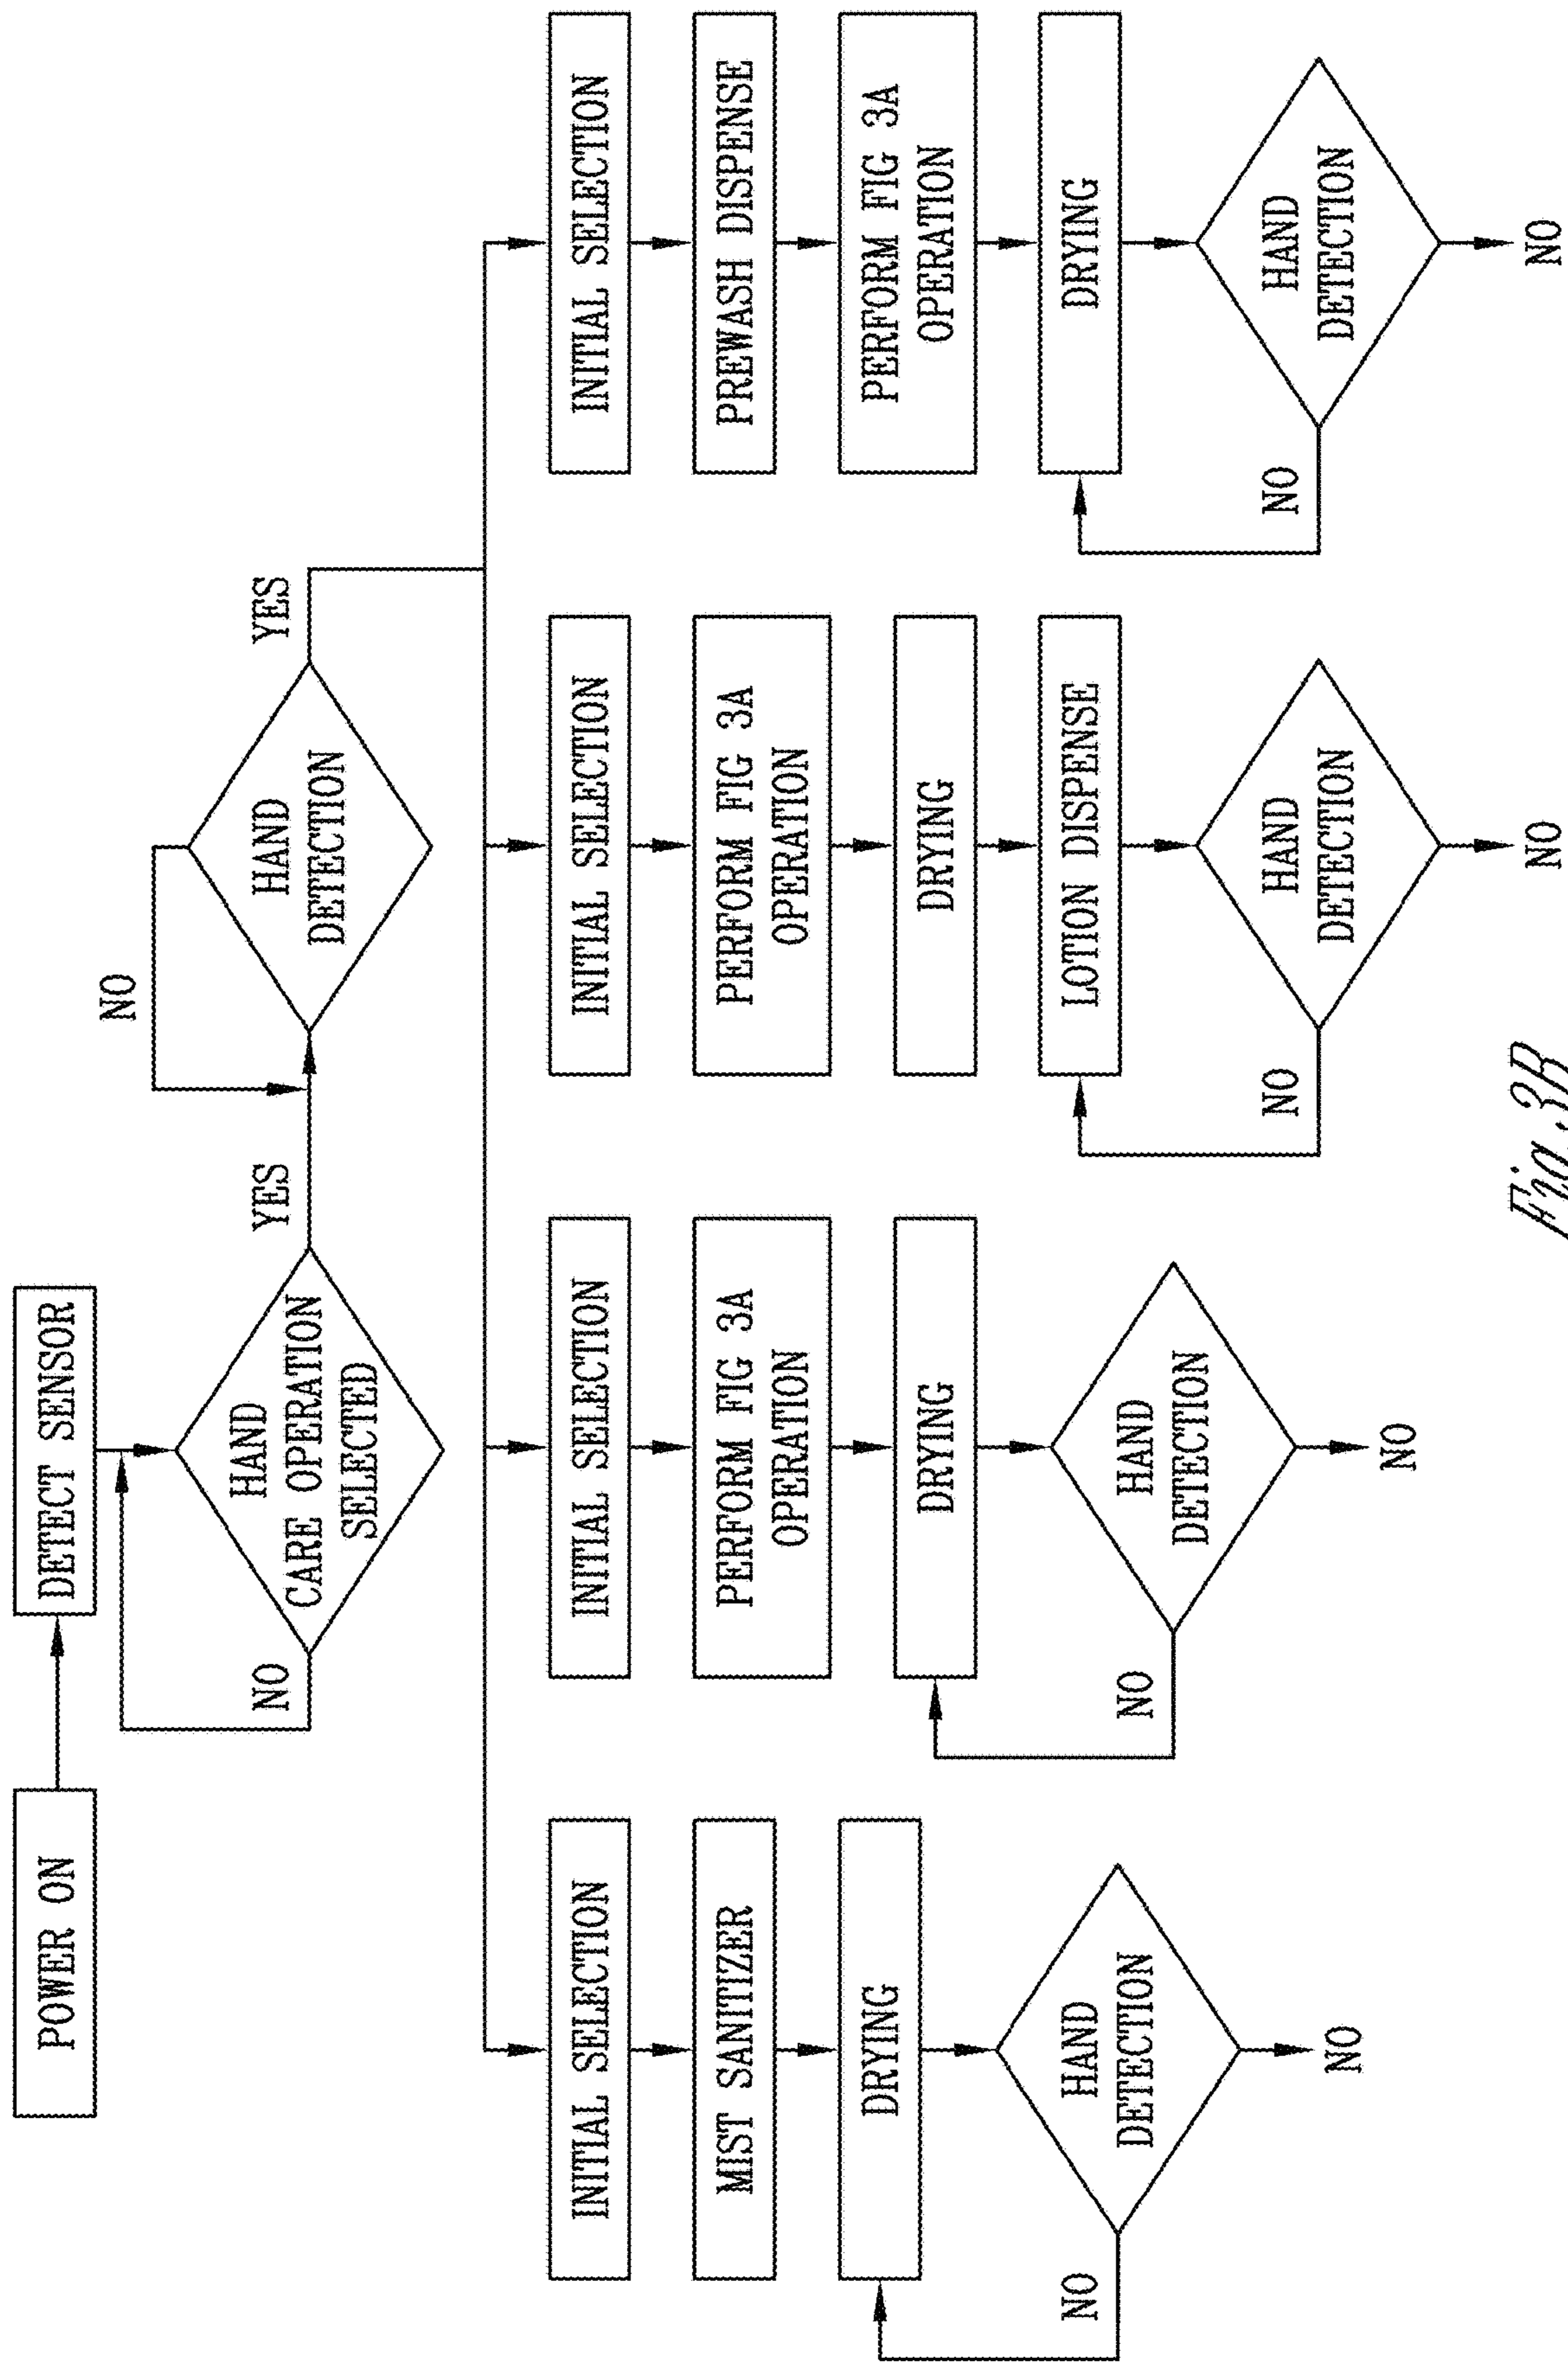 POWER ON
DETECT SENSOR
HAND
CARE OPERATION
SELECTED
NO
YES
NO
HAND
DETECTION
YES
INITIAL SELECTION
MIST SANITIZER
DRYING
HAND
DETECTION
NO
NO
INITIAL SELECTION
PERFORM FIG 3A
OPERATION
DRYING
HAND
DETECTION
NO
NO
INITIAL SELECTION
PERFORM FIG 3A
OPERATION
DRYING
LOTION DISPENSE
HAND
DETECTION
NO
NO
INITIAL SELECTION
PREWASH DISPENSE
PERFORM FIG 3A
OPERATION
DRYING
HAND
DETECTION
NO
NO
Fig. 3B